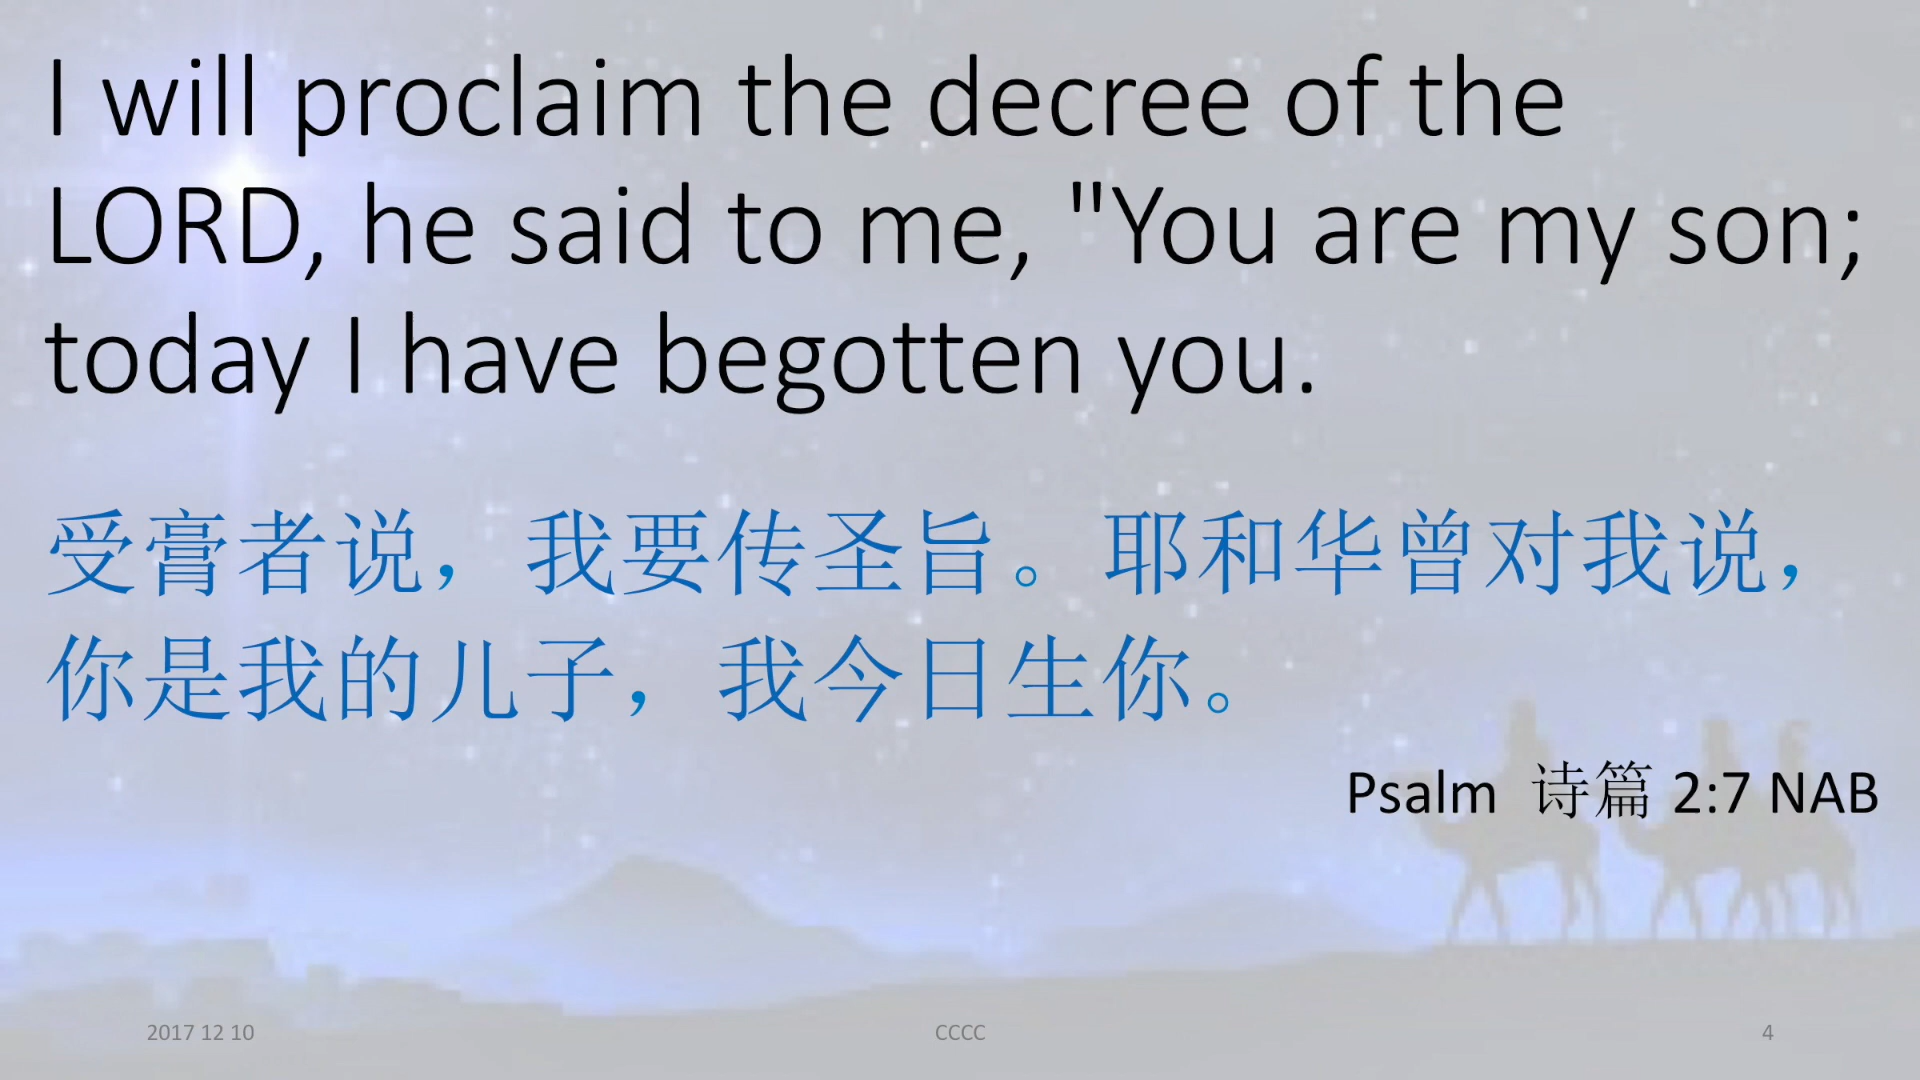 I will proclaim the decree of the
LORD, he said to me, "You are my son;
today I have begotten you.
受膏者说，我要传圣旨。耶和华曾对我说，
你是我的儿子，我今日生你。
Psalm 诗篇 2:7 NAB
2017 12 10
CCCC
4